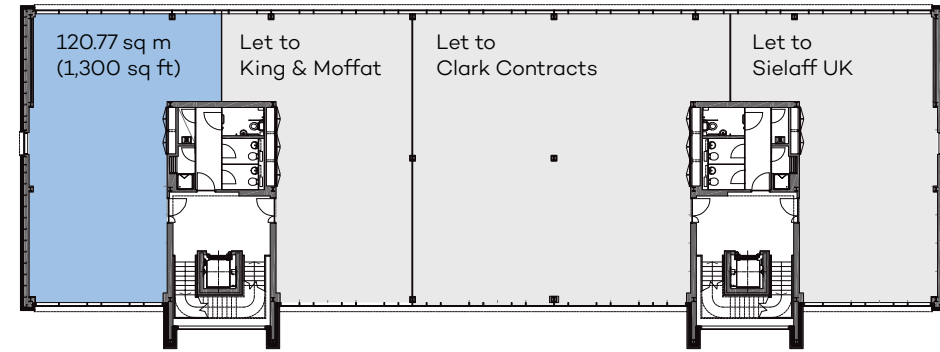 120.77 sq m
(1,300 sq ft)
Let to
King & Moffat
Let to
Clark Contracts
Let to
Sielaff UK